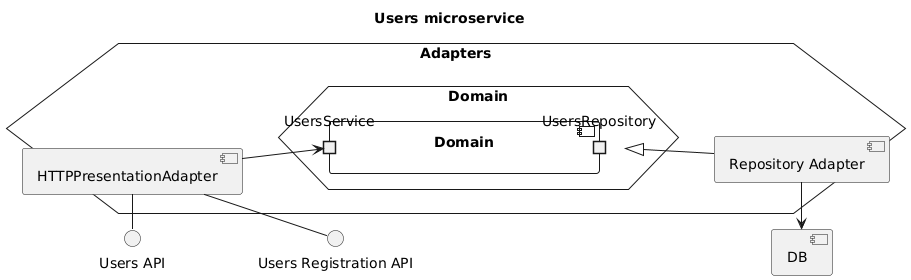 Users microservice
Adapters
Domain
UsersService
UsersRepository
Domain
HTTPPresentationAdapter
Repository Adapter
Users API
Users Registration API
DB